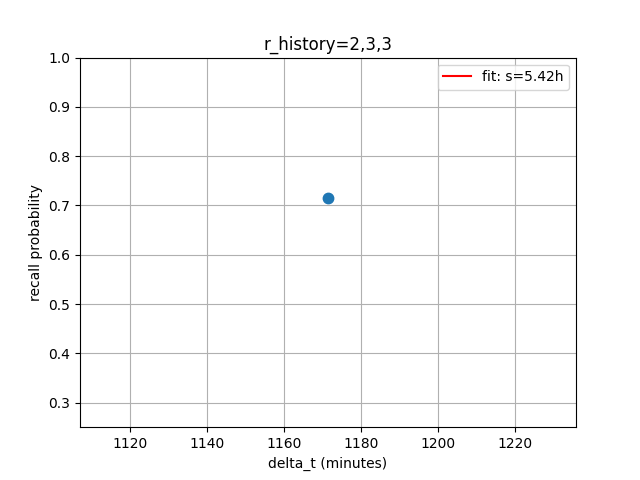 r_history=2,3,3
fit: s=5.42h
1.0
0.9
0.8
0.7
0.6
0.5
0.4
0.3
recall probability
1120 1140 1160 1180 1200 1220
delta_t (minutes)